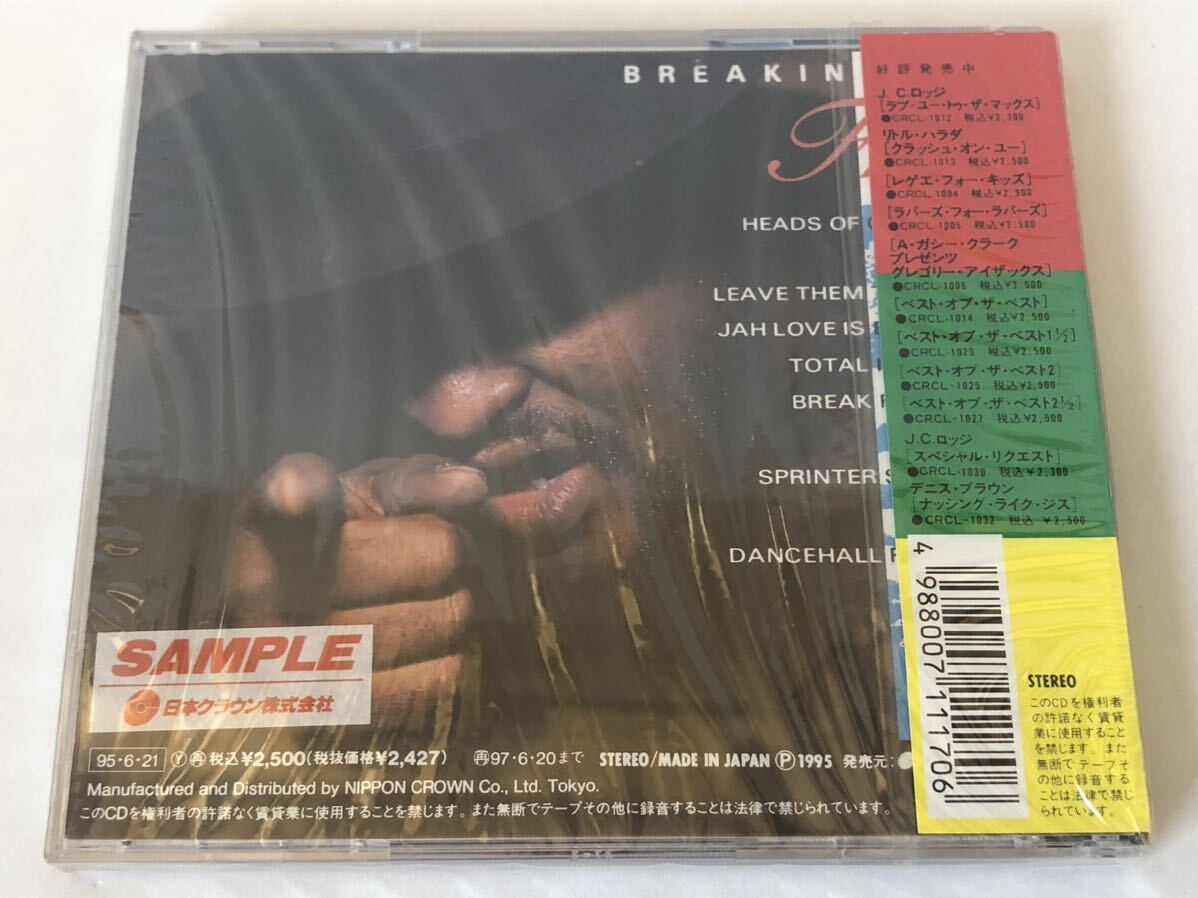 BREAKIN
HEADS OF
LEAVE THEM
JAH LOVE IS
TOTAL
BREAK
SPRINTER
DANCEHALL
好評発売中
J.C.ロッジ
[ラブ・ユー・トゥ・ザ・マックス]
●CRCL-1012 税込¥2,300
リトル・ハラダ
[クラッシュ・オン・ユー]
●CRCL-1013 税込¥2,500
[レゲエ・フォー・キッズ]
●CRCL-1004 税込¥2,500
[ラバーズ・フォー・ラバーズ]
●CRCL-1005 税込¥2,500
[A・ガシー・クラーク
プレゼンツ
グレゴリー・アイザックス]
●CRCL-1006 税込¥2,500
[ベスト・オブ・ザ・ベスト]
●CRCL-1014 税込¥2,500
[ベスト・オブ・ザ・ベスト1½]
●CRCL-1023 税込¥2,500
[ベスト・オブ・ザ・ベスト2]
●CRCL-1025 税込¥2,500
[ベスト・オブ・ザ・ベスト2½]
●CRCL-1027 税込¥2,500
J.C.ロッジ
[スペシャル・リクエスト]
●CRCL-1030 税込¥2,300
デニス・ブラウン
[ナッシング・ライク・ジス]
●CRCL-1032 税込¥2,500
4988007111706
STEREO
このCDを権利者
の許諾なく賃貸
業に使用すること
を禁じます。また
無断でテープそ
の他に録音する
ことは法律で禁じ
られています。
SAMPLE
日本クラウン株式会社
95・6・21 Ⓨ㊢税込¥2,500(税抜価格¥2,427) ㊢97・6・20まで STEREO/MADE IN JAPAN Ⓟ1995 発売元:
Manufactured and Distributed by NIPPON CROWN Co., Ltd. Tokyo.
このCDを権利者の許諾なく賃貸業に使用することを禁じます。また無断でテープその他に録音することは法律で禁じられています。